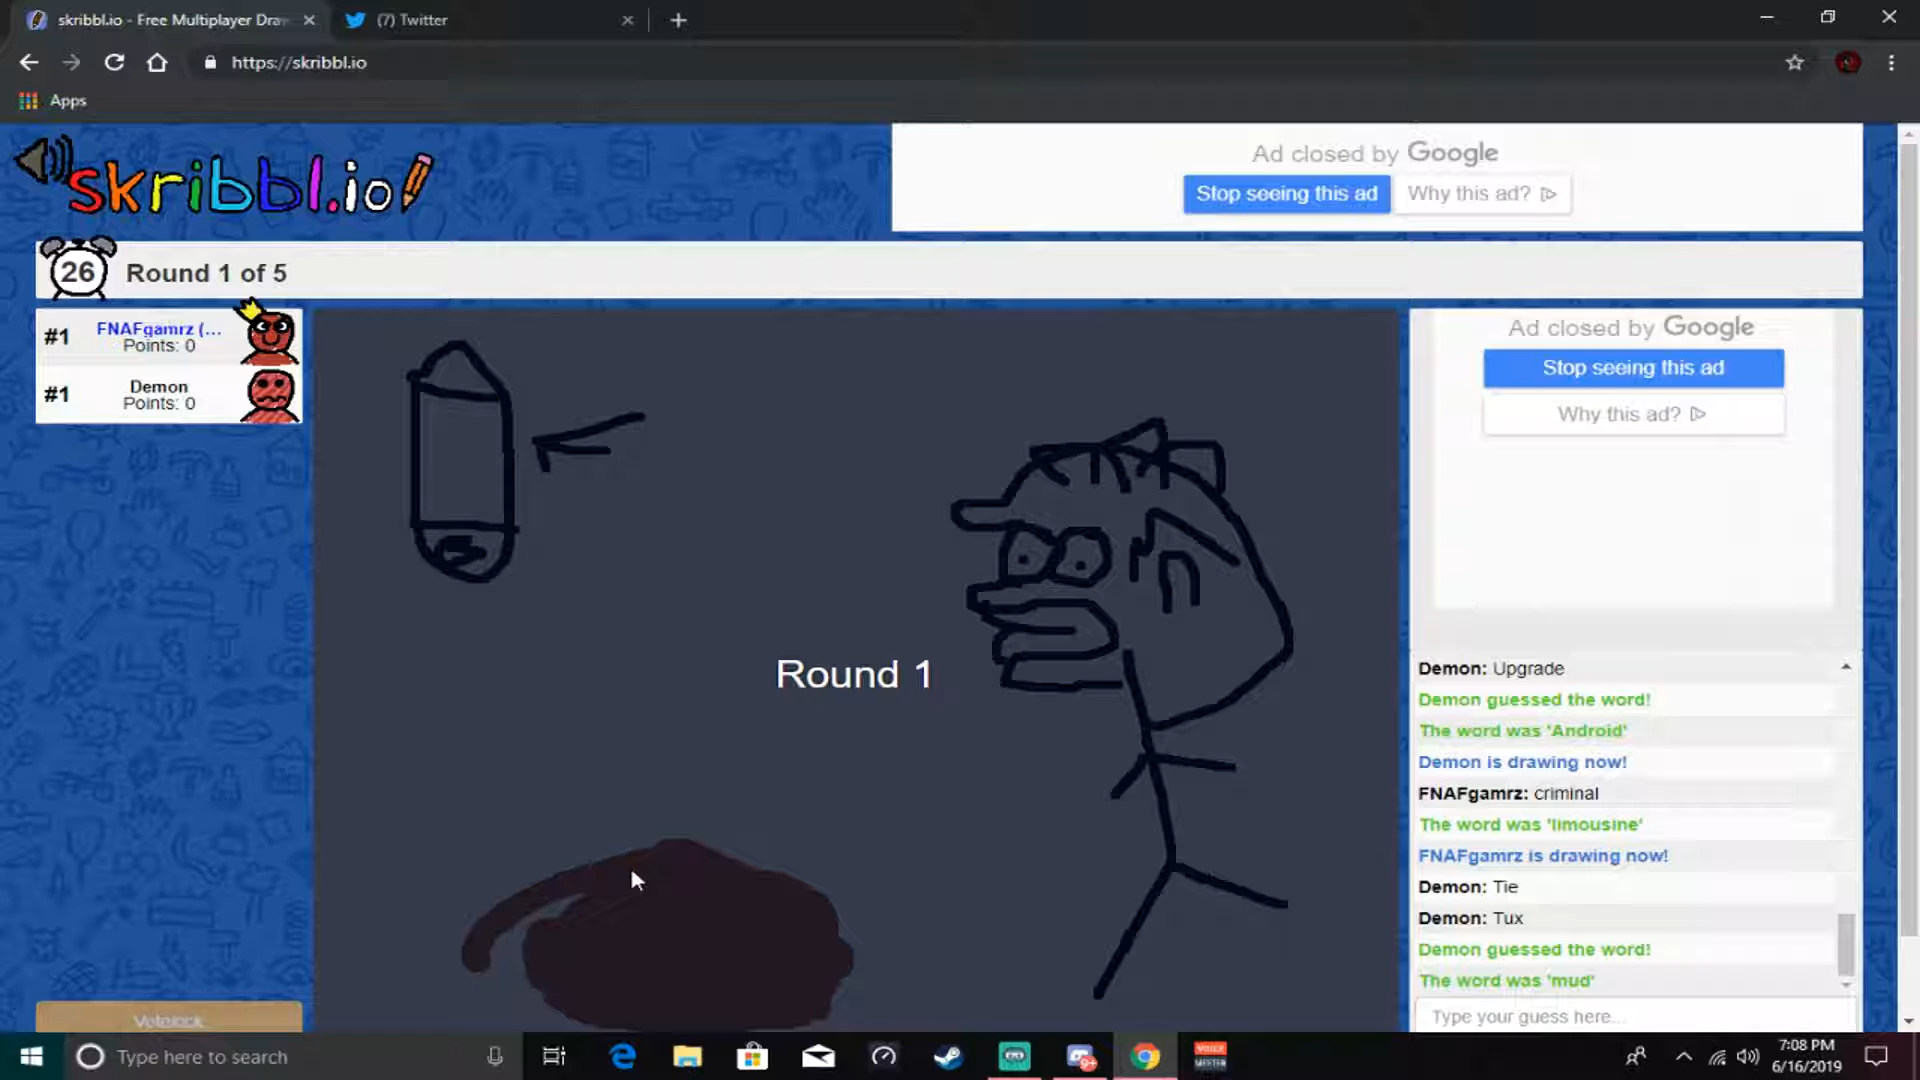 skribbl.io - Free Multiplayer Dra
(7) Twitter
https://skribbl.io
Apps
skribbl.io
Ad closed by Google
Stop seeing this ad
Why this ad?
26
Round 1 of 5
#1
FNAFgamrz (...
Points: 0
#1
Demon
Points: 0
Round 1
Ad closed by Google
Stop seeing this ad
Why this ad?
Demon: Upgrade
Demon guessed the word!
The word was 'Android'
Demon is drawing now!
FNAFgamrz: criminal
The word was 'limousine'
FNAFgamrz is drawing now!
Demon: Tie
Demon: Tux
Demon guessed the word!
The word was 'mud'
Type your guess here...
Votekick
Type here to search
9+
VOICE
MEETER
7:08 PM
6/16/2019